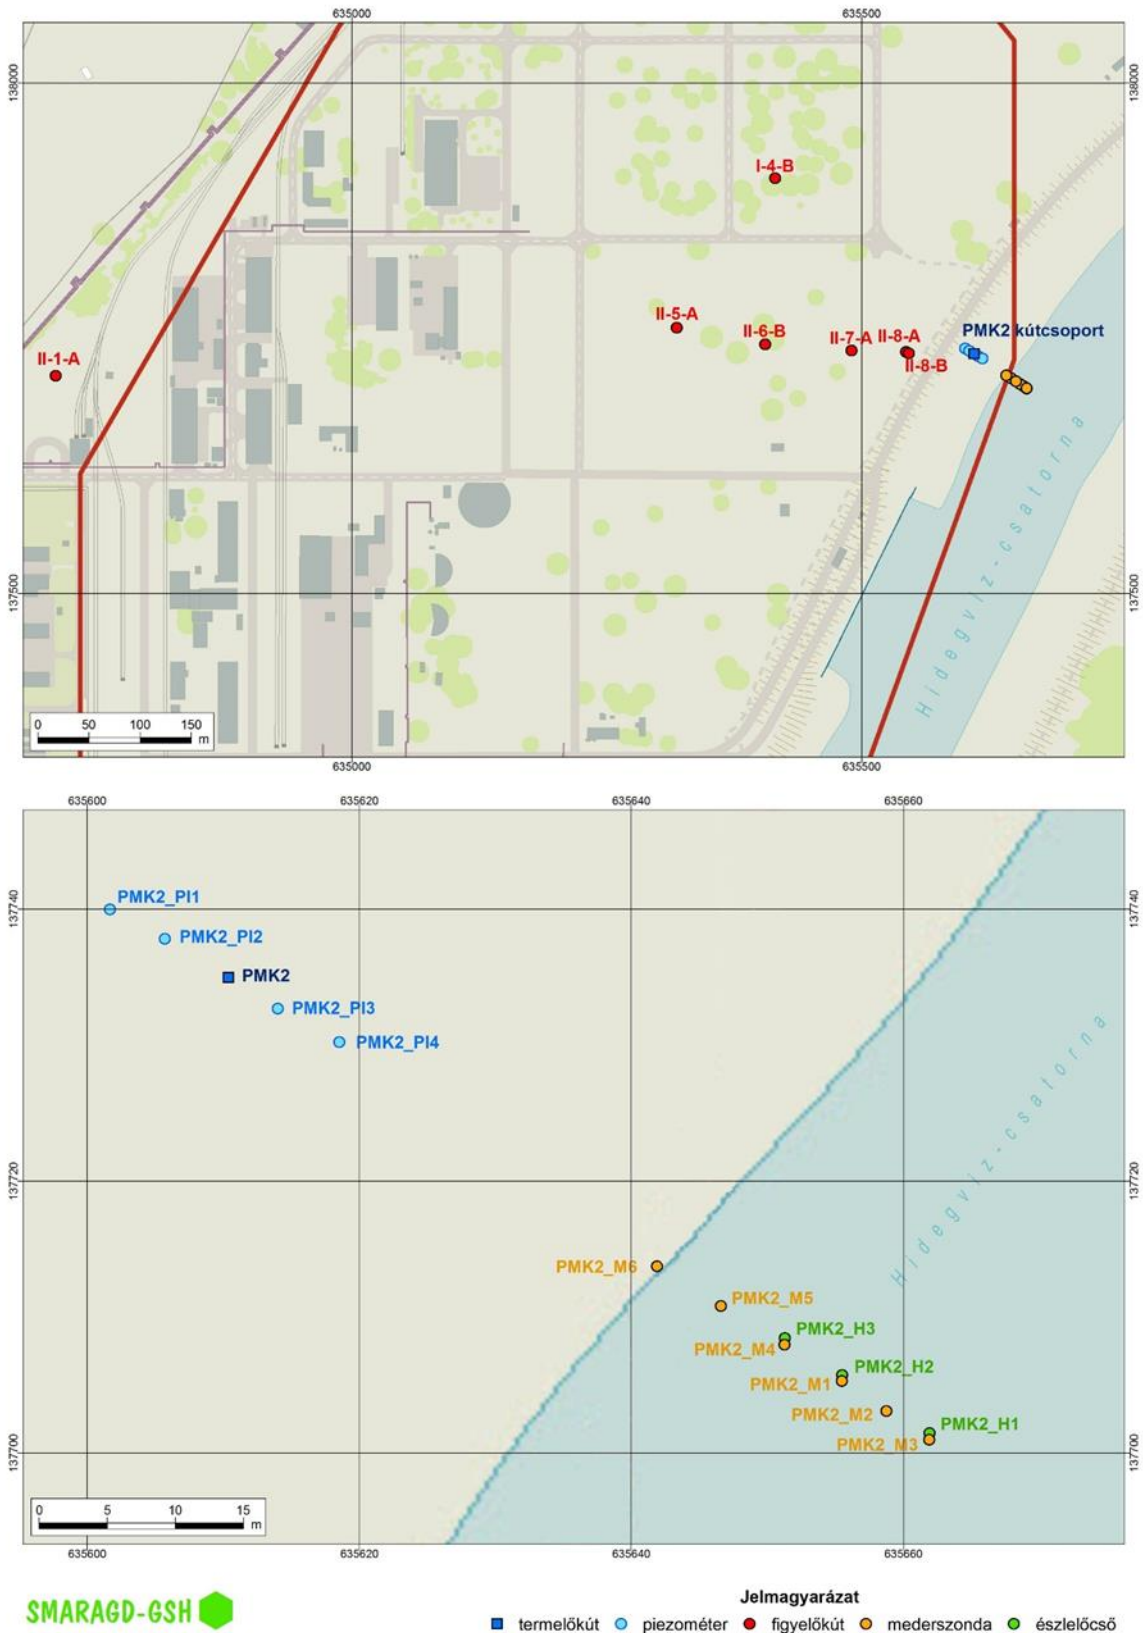 635000 635500
138000 138000
I-4-B
II-5-A
PMK2 kútcsoport
II-6-B
II-7-A II-8-A
II-1-A
II-8-B
Hidegvíz-csatorna
137500 137500
0 50 100 150
m
635000 635500
635600 635620 635640 635660
PMK2_PI1
137740 137740
PMK2_PI2
PMK2
PMK2_PI3
PMK2_PI4
Hidegvíz-csatorna
137720 137720
PMK2_M6
PMK2_M5
PMK2_H3
PMK2_M4
PMK2_H2
PMK2_M1
PMK2_M2
PMK2_H1
PMK2_M3
137700 137700
0 5 10 15
m
635600 635620 635640 635660
SMARAGD-GSH
Jelmagyarázat
termelőkút piezométer figyelőkút mederszonda észlelőcső